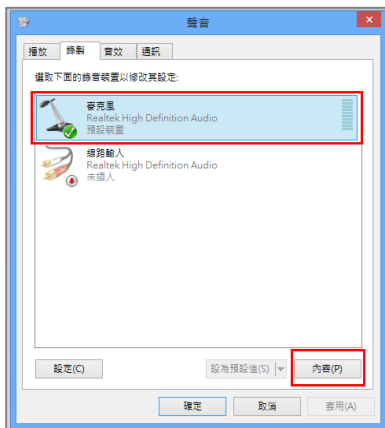 聲音
播放 錄製 音效 通訊
選取下面的錄音裝置以修改其設定:
麥克風
Realtek High Definition Audio
預設裝置
線路輸入
Realtek High Definition Audio
未插入
設定(C) 設為預設值(S) 內容(P)
確定 取消 套用(A)